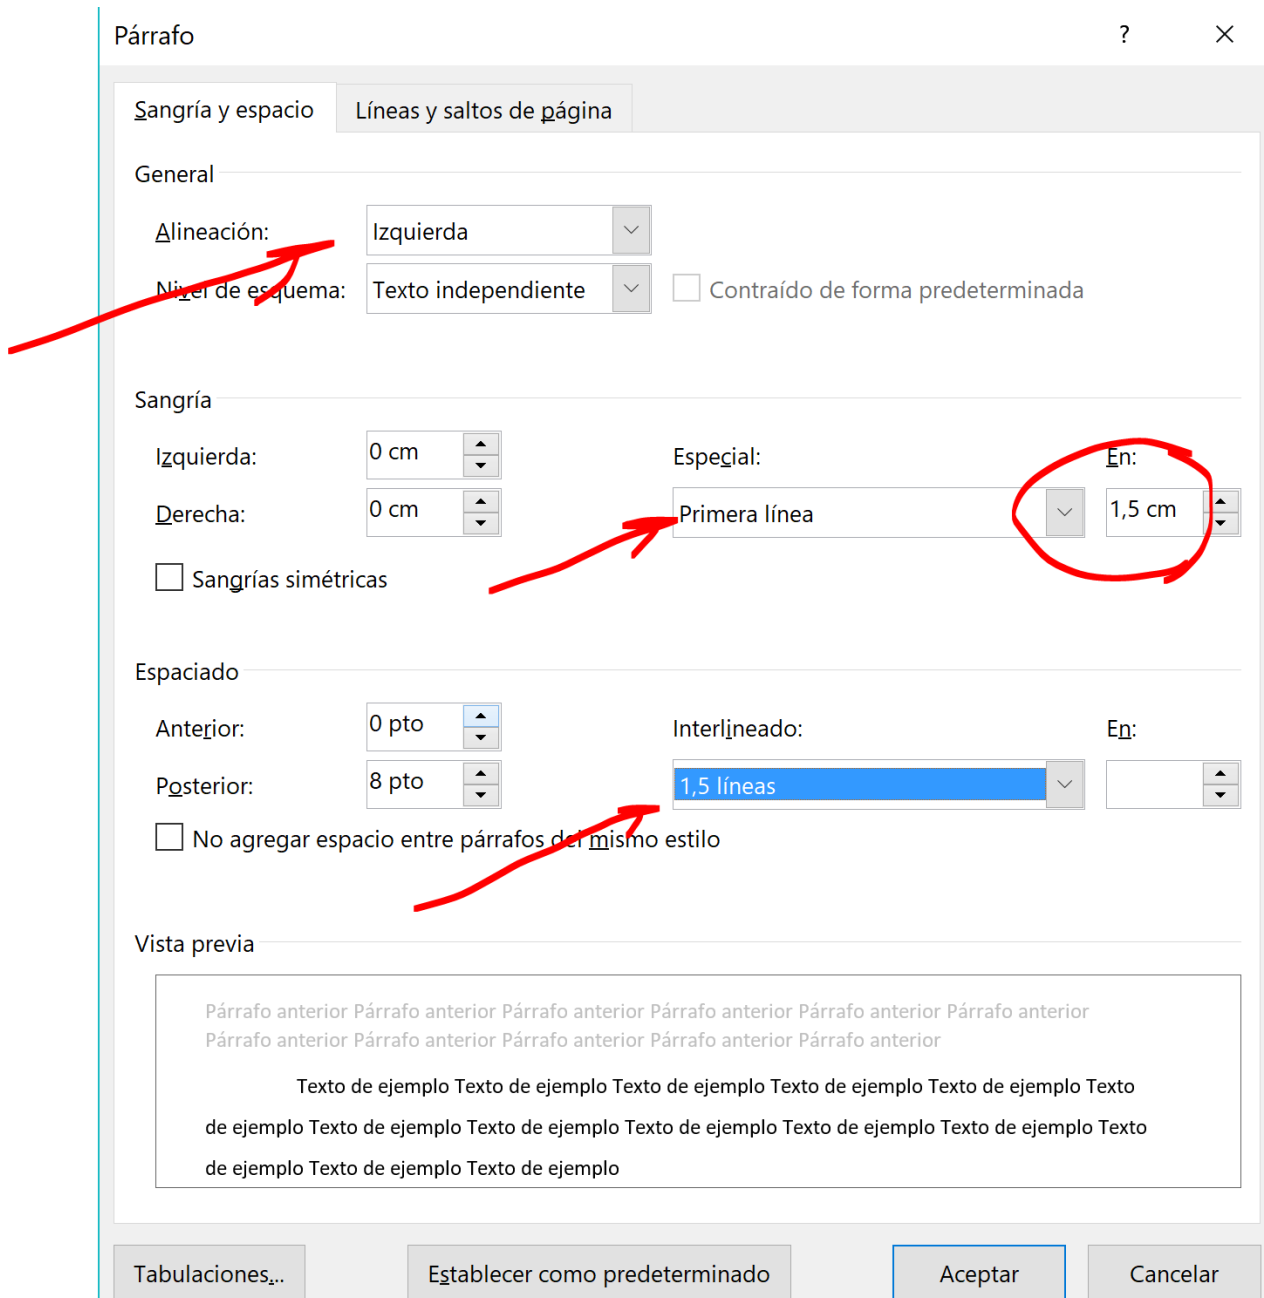 Párrafo ?
Sangría y espacio Líneas y saltos de página
General
Alineación: Izquierda
Nivel de esquema: Texto independiente Contraído de forma predeterminada
Sangría
Izquierda: 0 cm Especial: En:
Derecha: 0 cm Primera línea 1,5 cm
Sangrías simétricas
Espaciado
Anterior: 0 pto Interlineado: En:
Posterior: 8 pto 1,5 líneas
No agregar espacio entre párrafos del mismo estilo
Vista previa
Párrafo anterior Párrafo anterior Párrafo anterior Párrafo anterior Párrafo anterior Párrafo anterior
Párrafo anterior Párrafo anterior Párrafo anterior Párrafo anterior Párrafo anterior
Texto de ejemplo Texto de ejemplo Texto de ejemplo Texto de ejemplo Texto de ejemplo Texto
de ejemplo Texto de ejemplo Texto de ejemplo Texto de ejemplo Texto de ejemplo Texto de ejemplo Texto
de ejemplo Texto de ejemplo Texto de ejemplo
Tabulaciones... Establecer como predeterminado Aceptar Cancelar